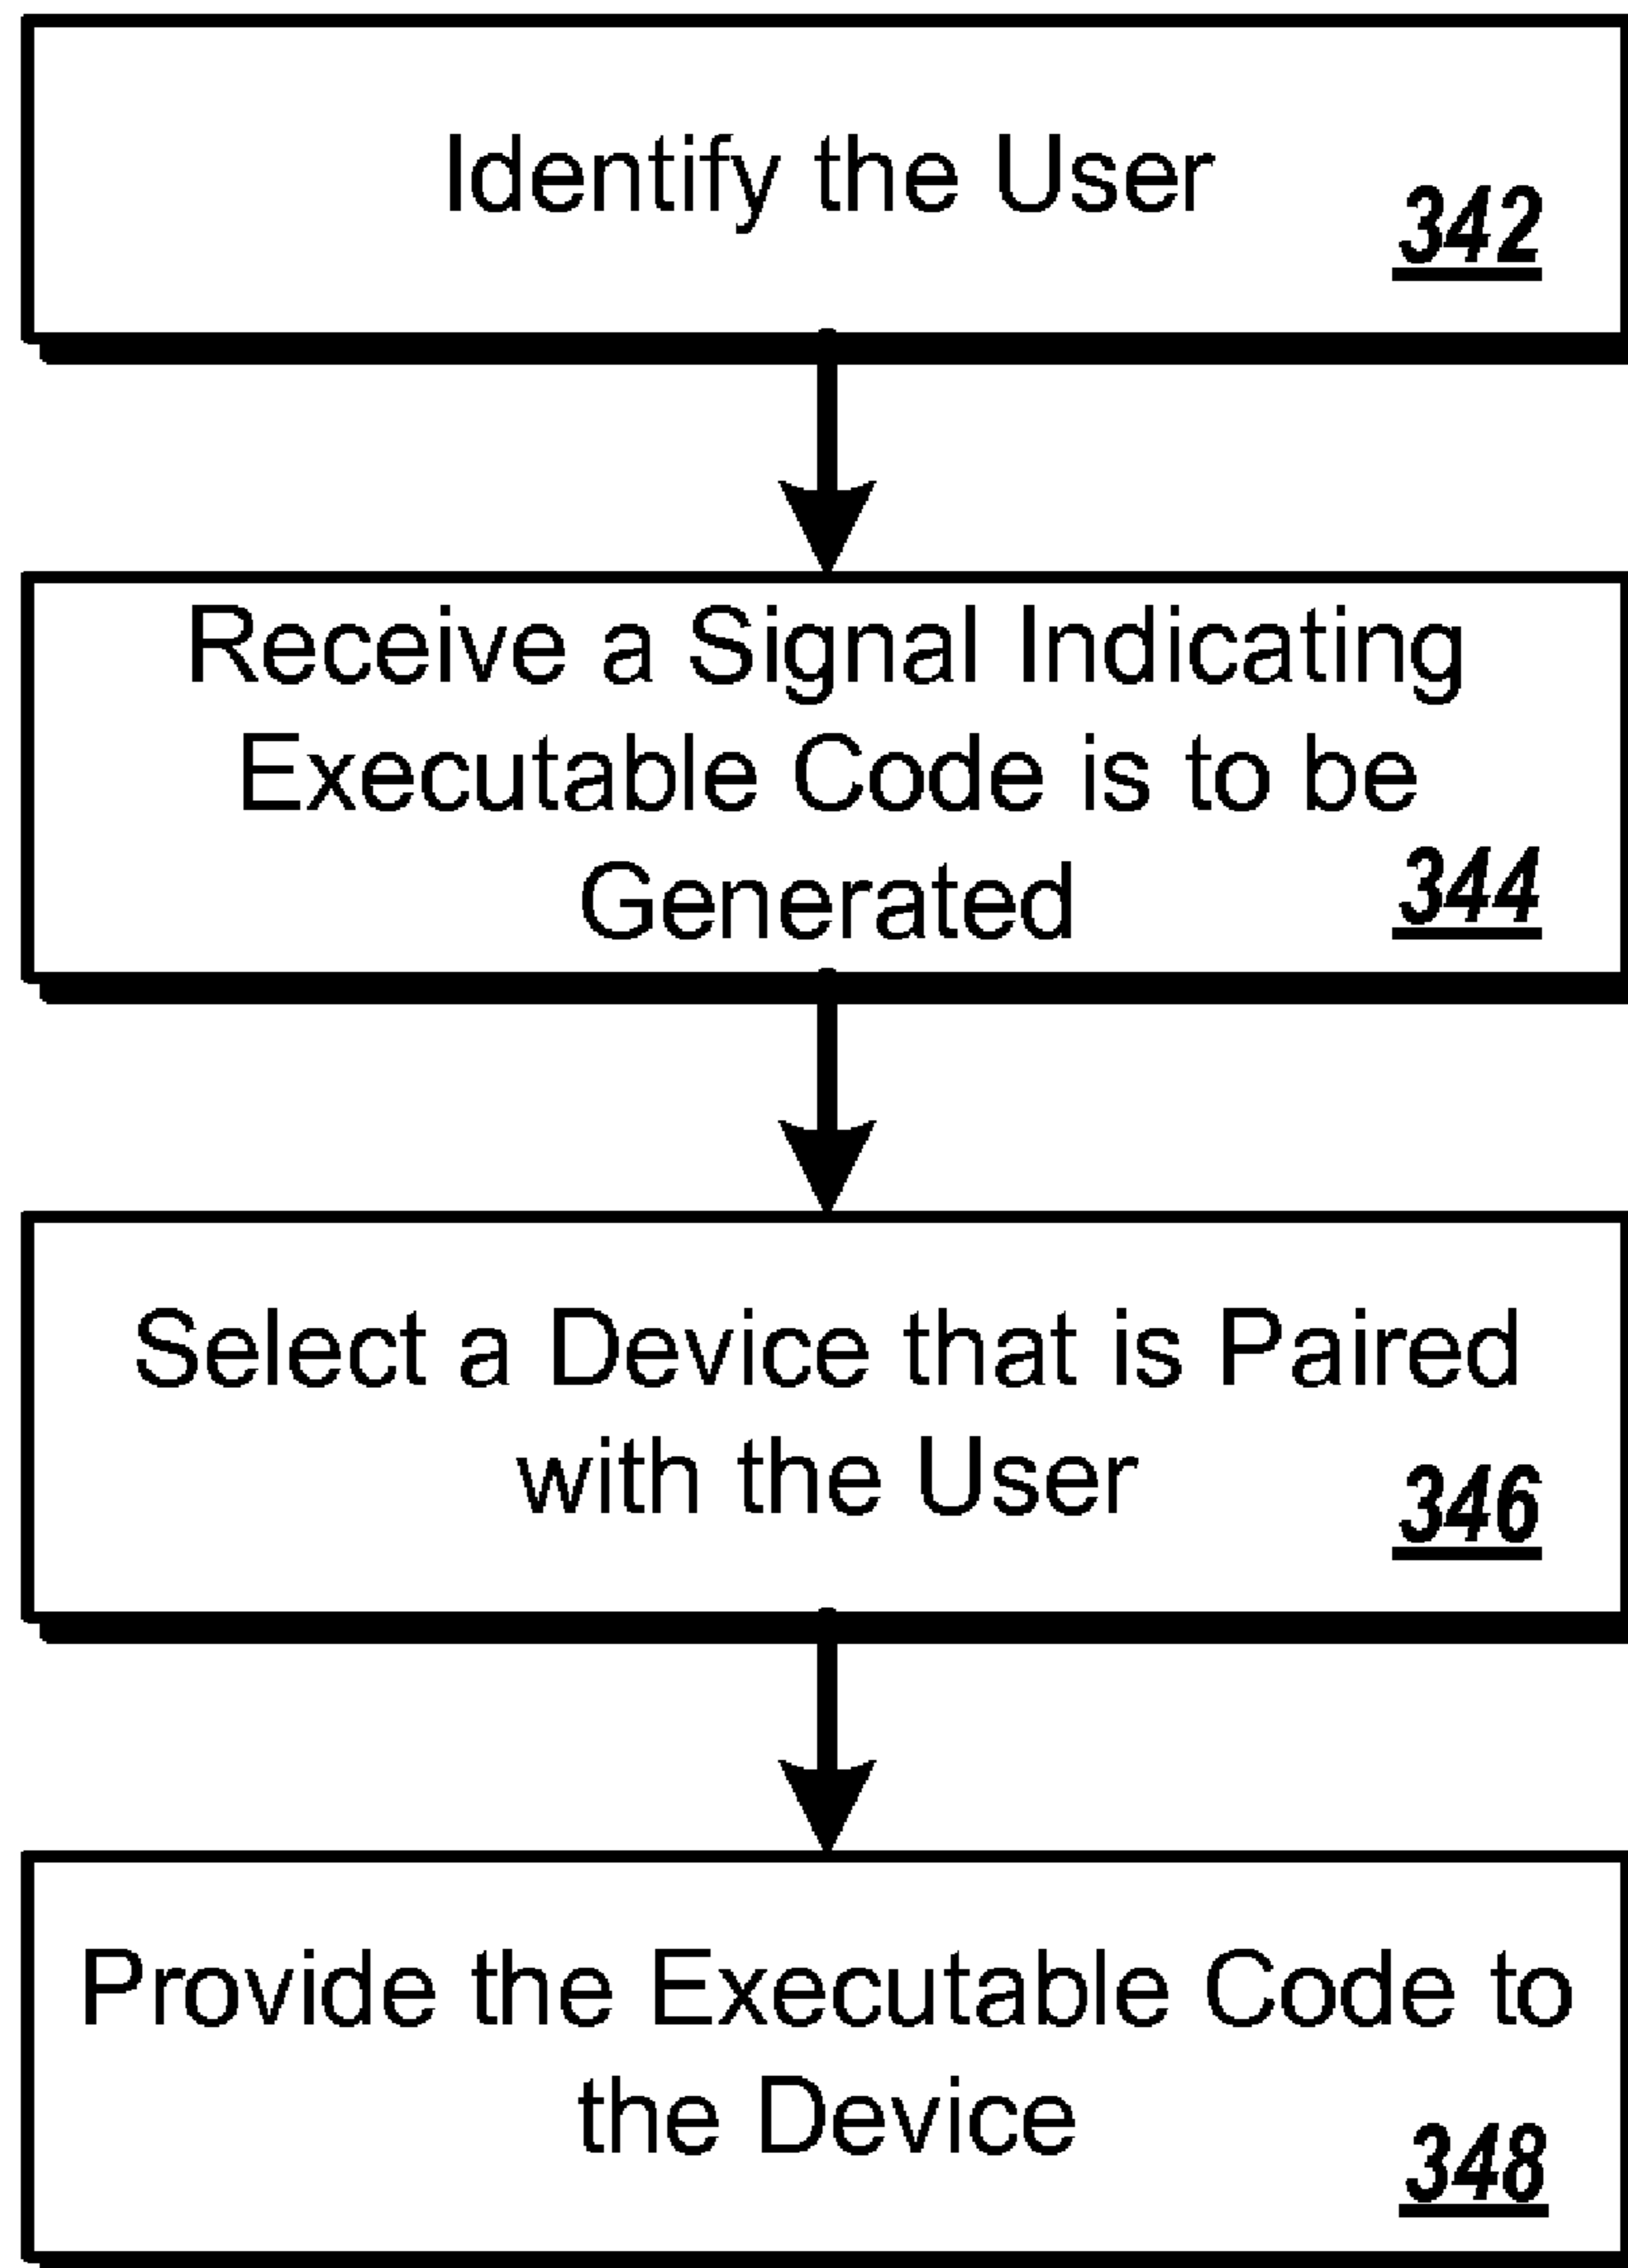 Identify the User
342
Receive a Signal Indicating
Executable Code is to be
Generated
344
Select a Device that is Paired
with the User
346
Provide the Executable Code to
the Device
348